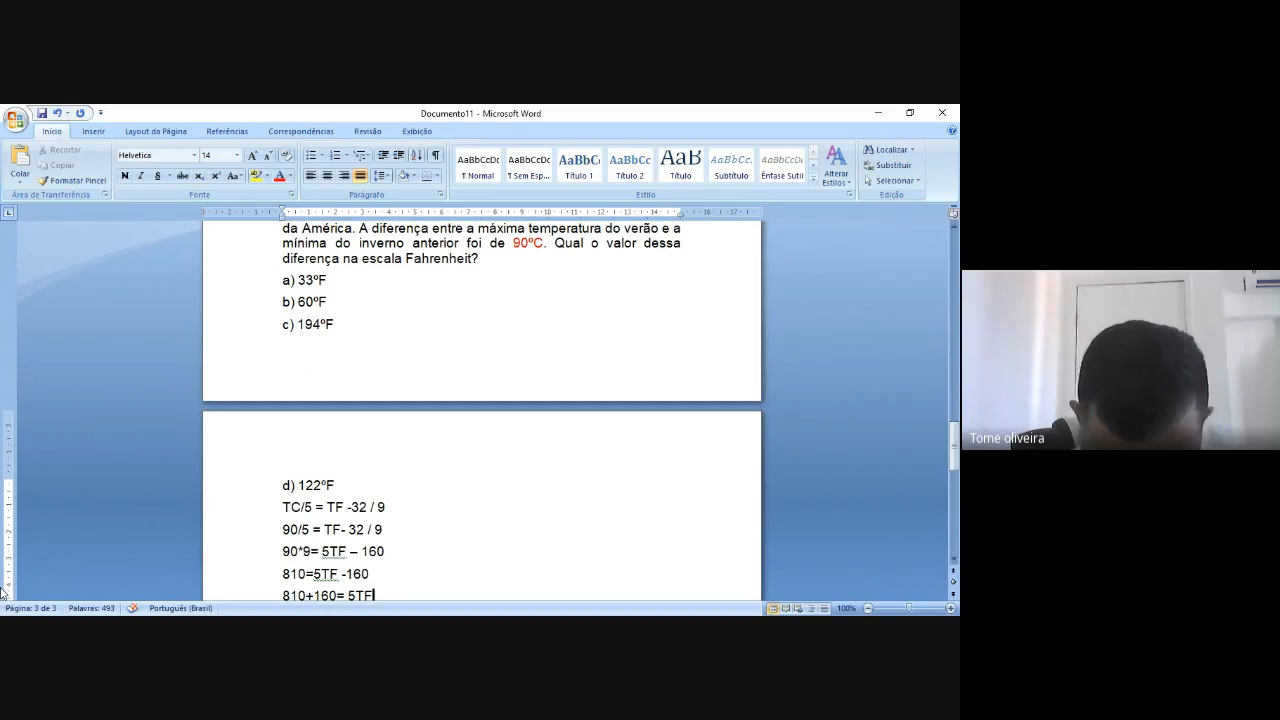 Documento11 - Microsoft Word
Início Inserir Layout da Página Referências Correspondências Revisão Exibição
Colar
Recortar
Copiar
Formatar Pincel
Área de Transferência
Helvetica 14
N I S abc x₂ x² Aa A
Fonte
Parágrafo
AaBbCcDc AaBbCcDc AaBbC AaBbCc AaB AaBbCc. AaBbCcDc
¶ Normal ¶ Sem Esp... Título 1 Título 2 Título Subtítulo Ênfase Sutil
Estilo
Alterar Estilos
Localizar
Substituir
Selecionar
Edição
da América. A diferença entre a máxima temperatura do verão e a
mínima do inverno anterior foi de 90ºC. Qual o valor dessa
diferença na escala Fahrenheit?
a) 33ºF
b) 60ºF
c) 194ºF
d) 122ºF
TC/5 = TF -32 / 9
90/5 = TF- 32 / 9
90*9= 5TF – 160
810=5TF -160
810+160= 5TF
Página: 3 de 3 Palavras: 493 Português (Brasil) 100%
Tome oliveira